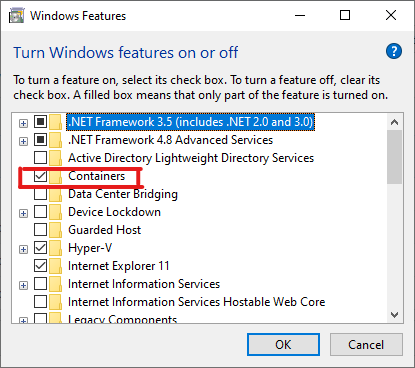 Windows Features
Turn Windows features on or off
To turn a feature on, select its check box. To turn a feature off, clear its
check box. A filled box means that only part of the feature is turned on.
.NET Framework 3.5 (includes .NET 2.0 and 3.0)
.NET Framework 4.8 Advanced Services
Active Directory Lightweight Directory Services
Containers
Data Center Bridging
Device Lockdown
Guarded Host
Hyper-V
Internet Explorer 11
Internet Information Services
Internet Information Services Hostable Web Core
Legacy Components
OK
Cancel